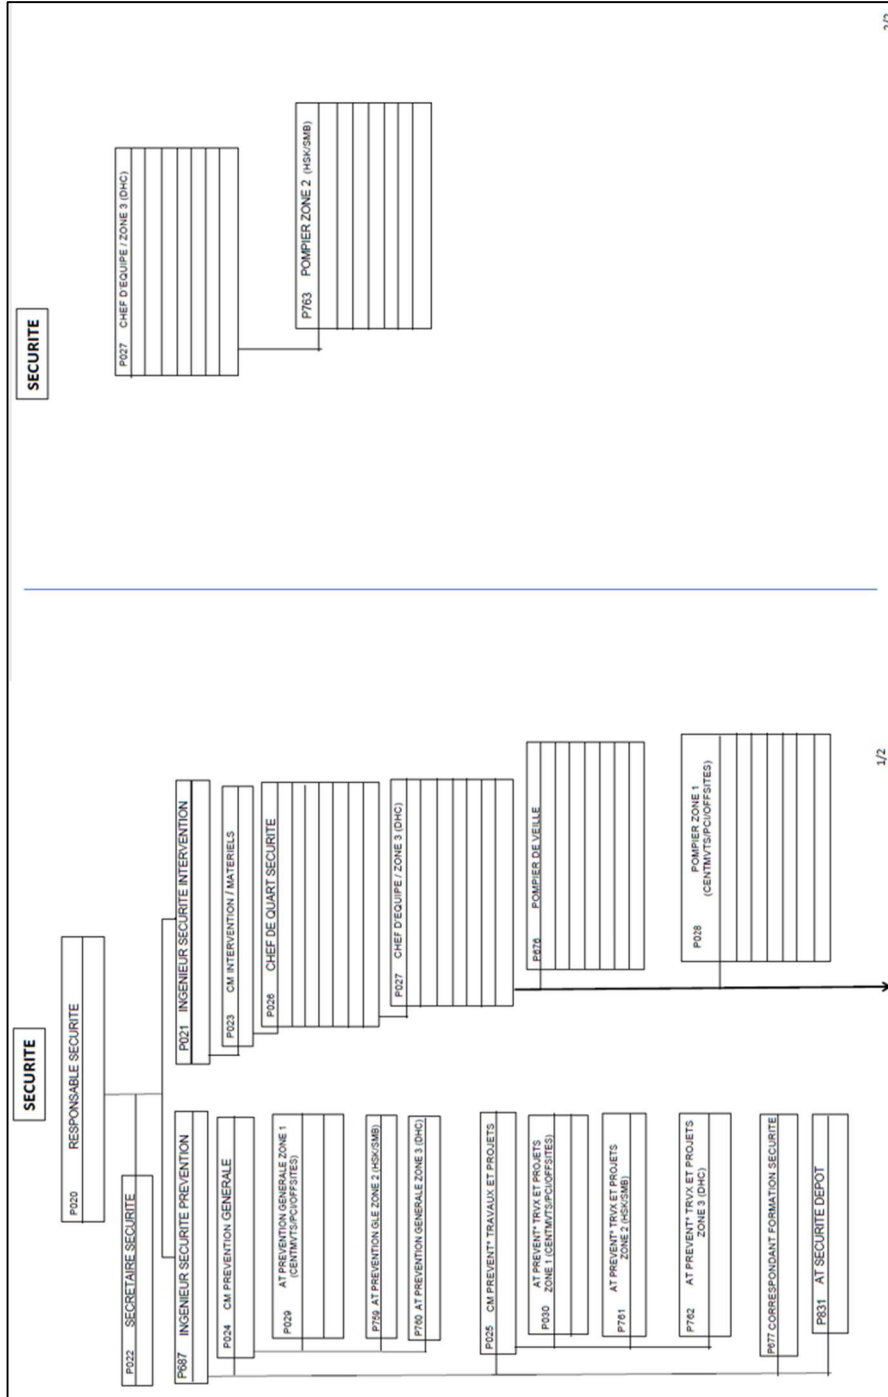 SECURITE
P020 RESPONSABLE SECURITE
P022 SECRETAIRE SECURITE
P687 INGENIEUR SECURITE PREVENTION
P024 CM PREVENTION GENERALE
P029 AT PREVENTION GENERALE ZONE 1
(CENTMVTS/PCI/OFFSITES)
P759 AT PREVENTION GLE ZONE 2 (HSK/SMB)
P760 AT PREVENTION GENERALE ZONE 3 (DHC)
P025 CM PREVENT° TRAVAUX ET PROJETS
P030 AT PREVENT° TRVX ET PROJETS
ZONE 1 (CENTMVTS/PCI/OFFSITES)
P761 AT PREVENT° TRVX ET PROJETS
ZONE 2 (HSK/SMB)
P762 AT PREVENT° TRVX ET PROJETS
ZONE 3 (DHC)
P677 CORRESPONDANT FORMATION SECURITE
P831 AT SECURITE DEPOT
P021 INGENIEUR SECURITE INTERVENTION
P023 CM INTERVENTION / MATERIELS
P026 CHEF DE QUART SECURITE
P027 CHEF D'EQUIPE / ZONE 3 (DHC)
P676 POMPIER DE VEILLE
P028 POMPIER ZONE 1
(CENTMVTS/PCI/OFFSITES)
1/2
SECURITE
P027 CHEF D'EQUIPE / ZONE 3 (DHC)
P763 POMPIER ZONE 2 (HSK/SMB)